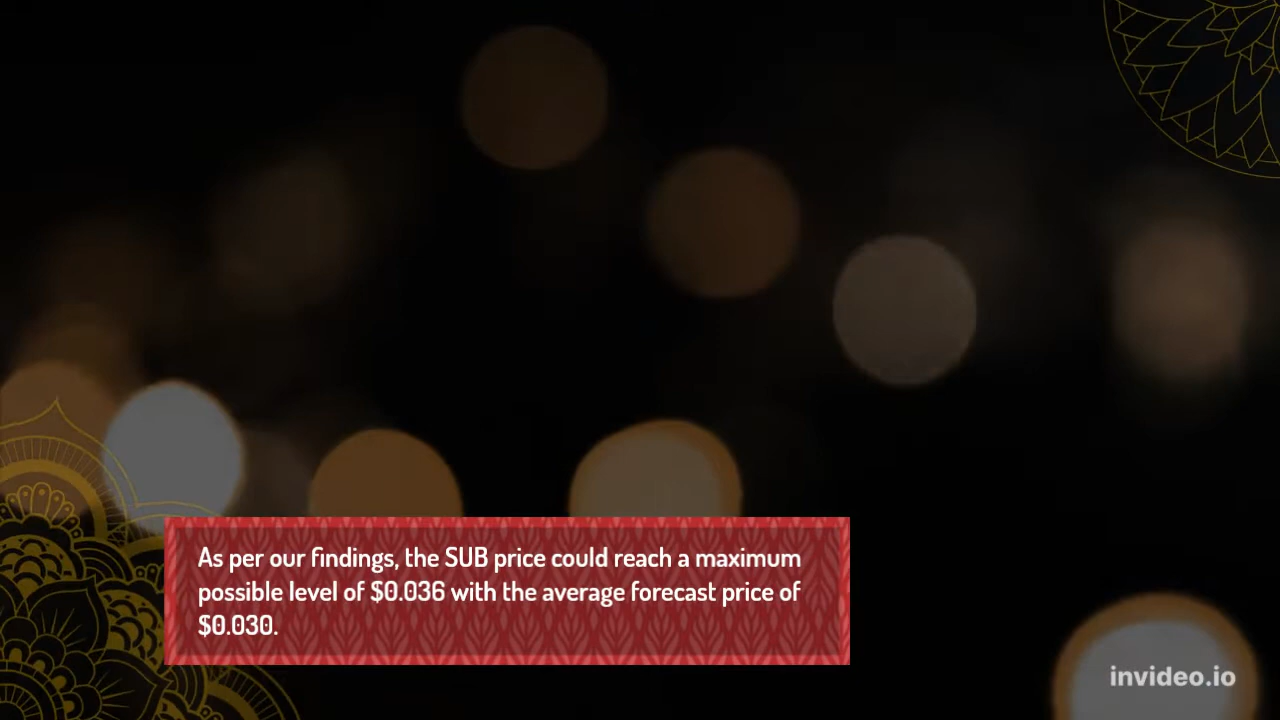 As per our findings, the SUB price could reach a maximum
possible level of $0.036 with the average forecast price of
$0.030.
invideo.io